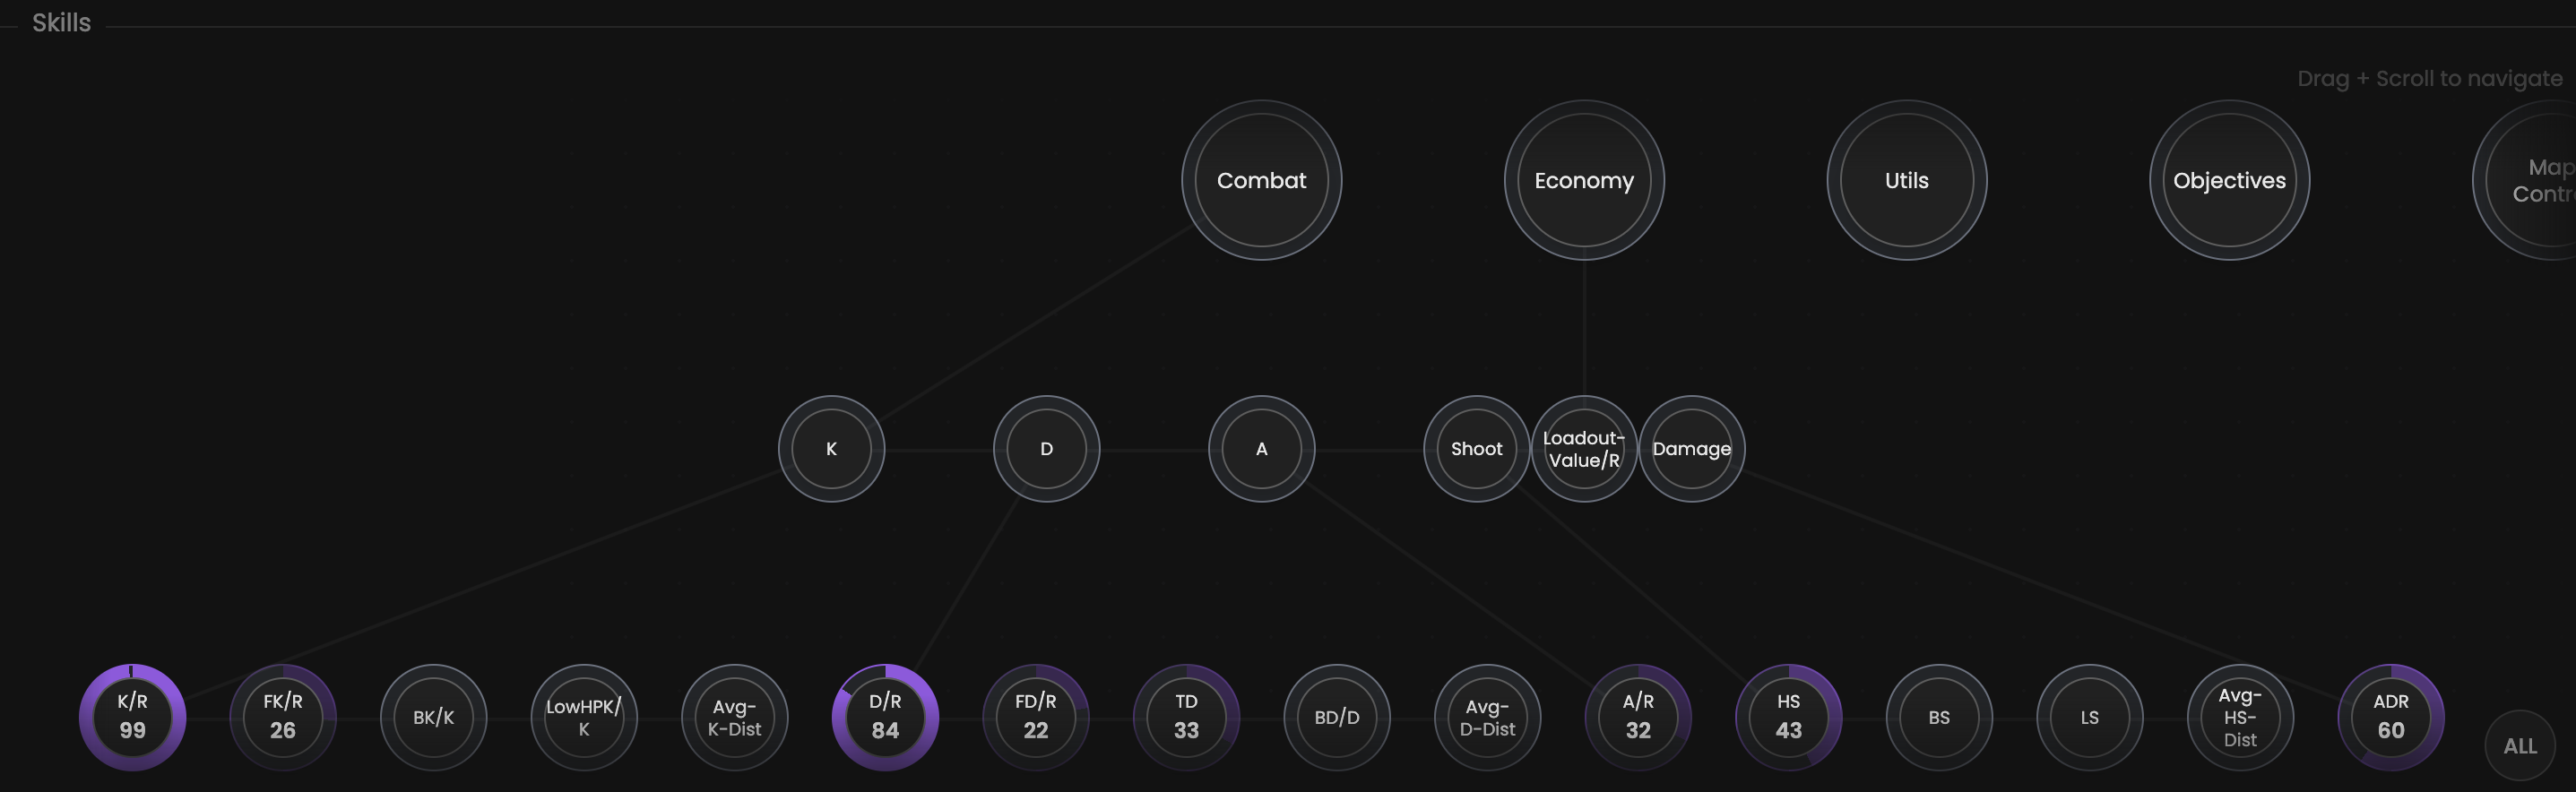 Skills
Drag + Scroll to navigate
Combat
Economy
Utils
Objectives
Map
Contr
K
D
A
Shoot
Loadout-
Value/R
Damage
K/R
99
FK/R
26
BK/K
LowHPK/
K
Avg-
K-Dist
D/R
84
FD/R
22
TD
33
BD/D
Avg-
D-Dist
A/R
32
HS
43
BS
LS
Avg-
HS-
Dist
ADR
60
ALL